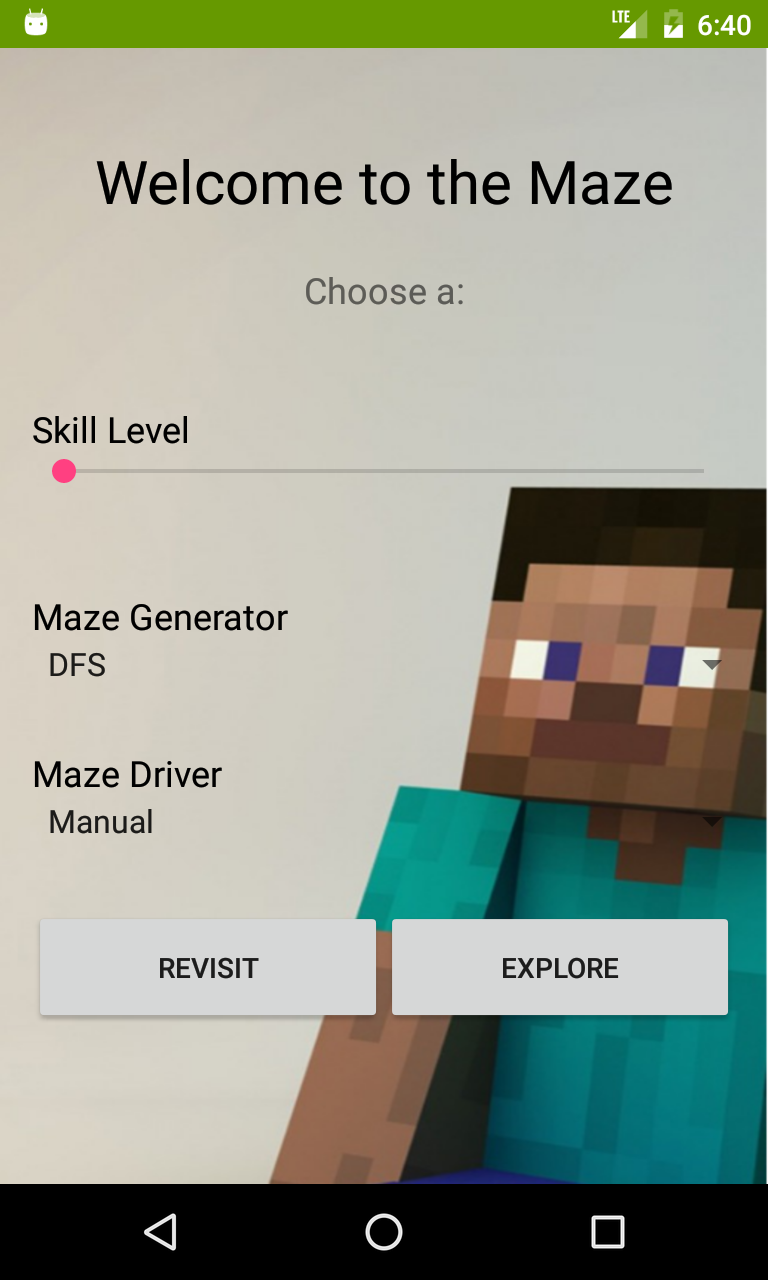 LTE 6:40
Welcome to the Maze
Choose a:
Skill Level
Maze Generator
DFS
Maze Driver
Manual
REVISIT EXPLORE